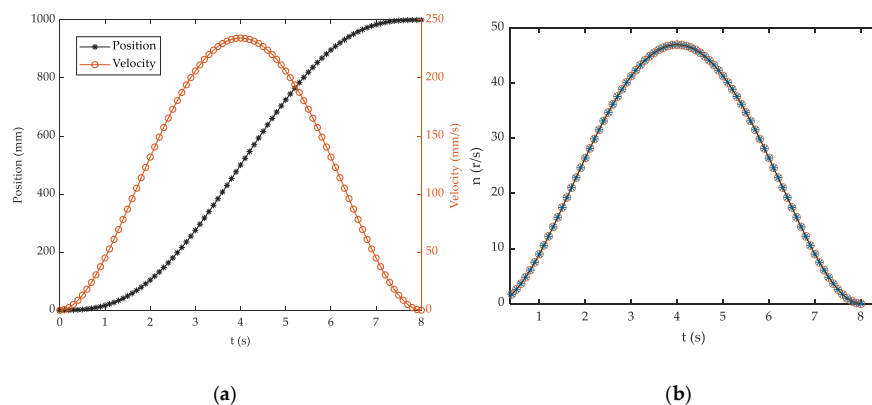 1000
800
600
400
200
0
Position (mm)
Position
Velocity
250
200
150
100
50
0
Velocity (mm/s)
0 1 2 3 4 5 6 7 8
t (s)
(a)
50
40
30
20
10
0
n (r/s)
1 2 3 4 5 6 7 8
t (s)
(b)